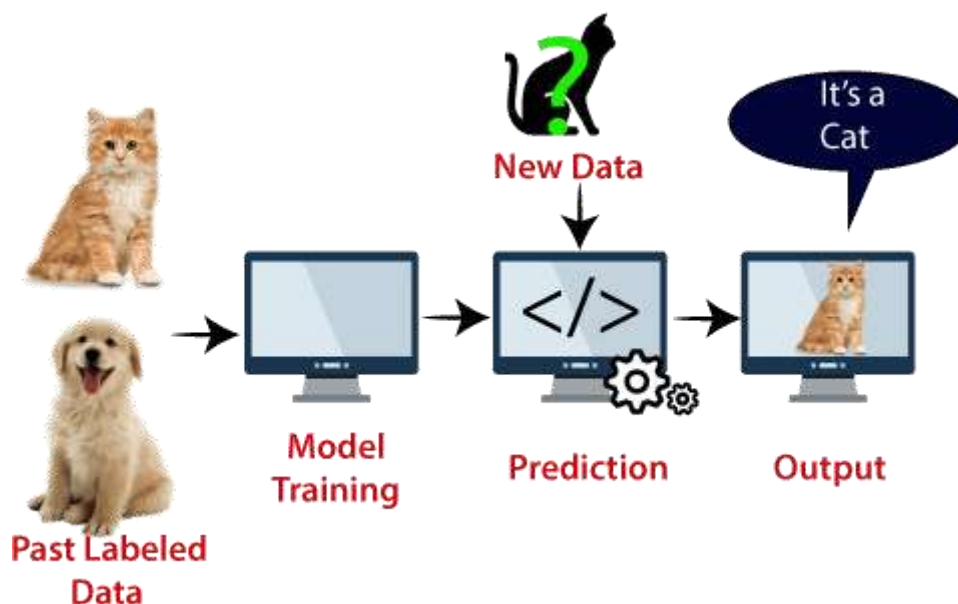 New Data
It's a
Cat
</>
Model
Training
Prediction
Output
Past Labeled
Data
?